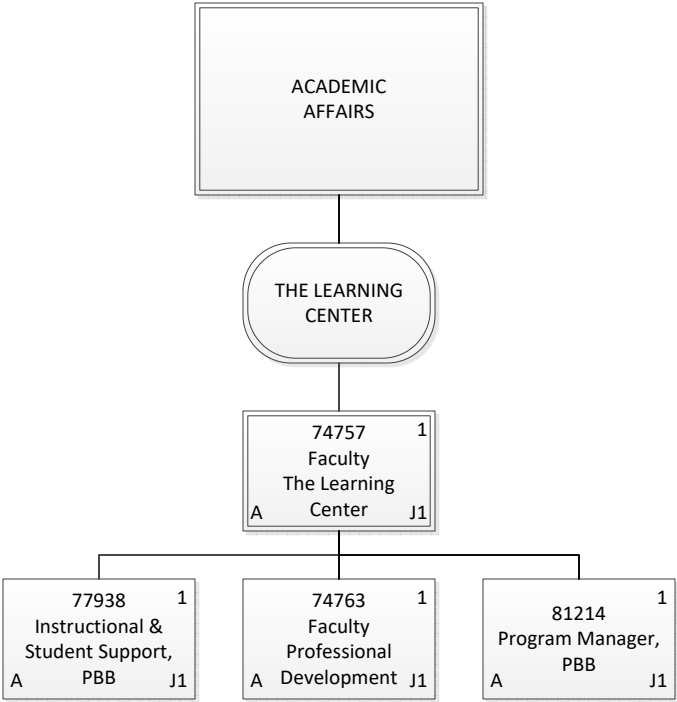 ACADEMIC
AFFAIRS
THE LEARNING
CENTER
74757 1
Faculty
The Learning
A Center J1
77938 1
Instructional &
Student Support,
A PBB J1
74763 1
Faculty
Professional
A Development J1
81214 1
Program Manager,
PBB
A J1